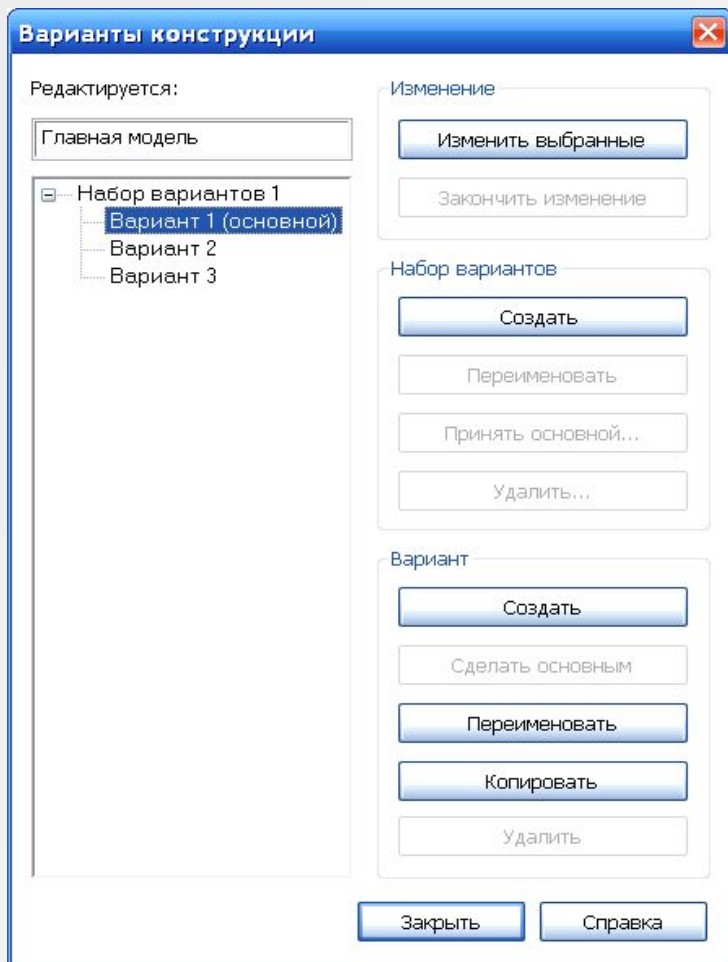 Варианты конструкции
Редактируется:
Главная модель
Набор вариантов 1
Вариант 1 (основной)
Вариант 2
Вариант 3
Изменение
Изменить выбранные
Закончить изменение
Набор вариантов
Создать
Переименовать
Принять основной...
Удалить...
Вариант
Создать
Сделать основным
Переименовать
Копировать
Удалить
Закрыть
Справка